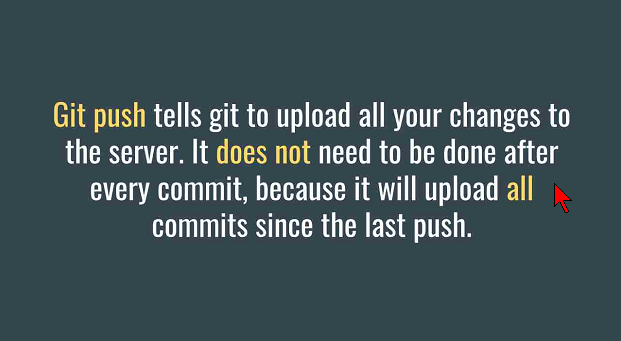 Git push tells git to upload all your changes to
the server. It does not need to be done after
every commit, because it will upload all
commits since the last push.